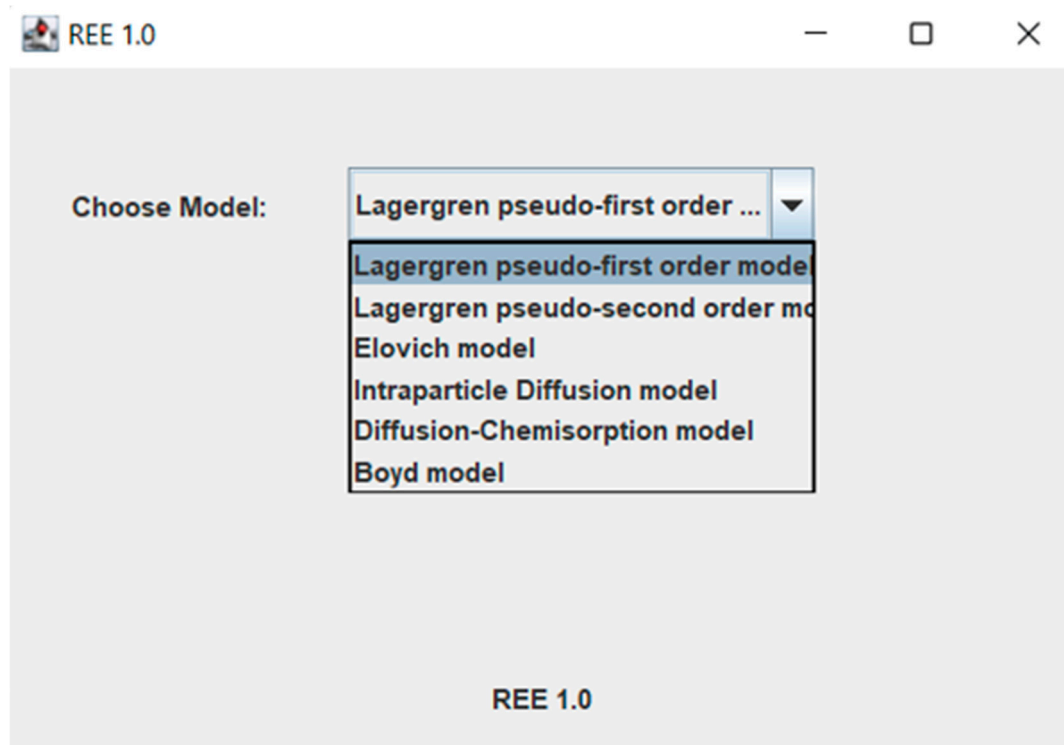 REE 1.0
Choose Model:
Lagergren pseudo-first order ...
Lagergren pseudo-first order model
Lagergren pseudo-second order mo
Elovich model
Intraparticle Diffusion model
Diffusion-Chemisorption model
Boyd model
REE 1.0